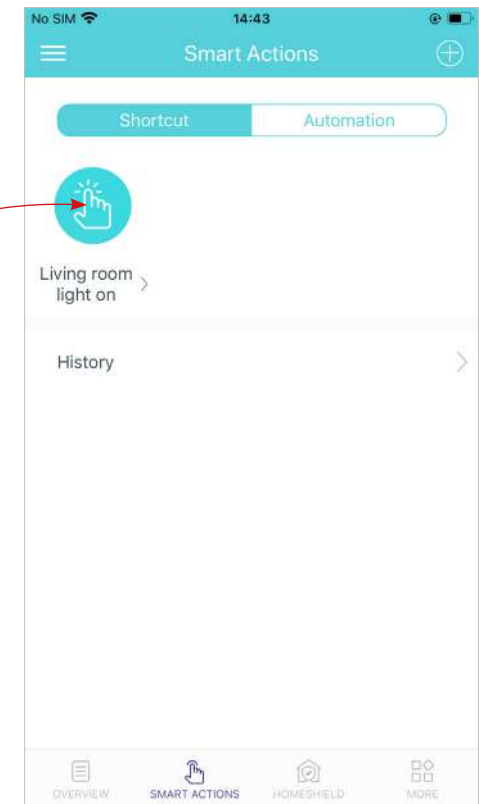 No SIM 14:43
Smart Actions
Shortcut Automation
Living room
light on
History
OVERVIEW SMART ACTIONS HOMESHIELD MORE